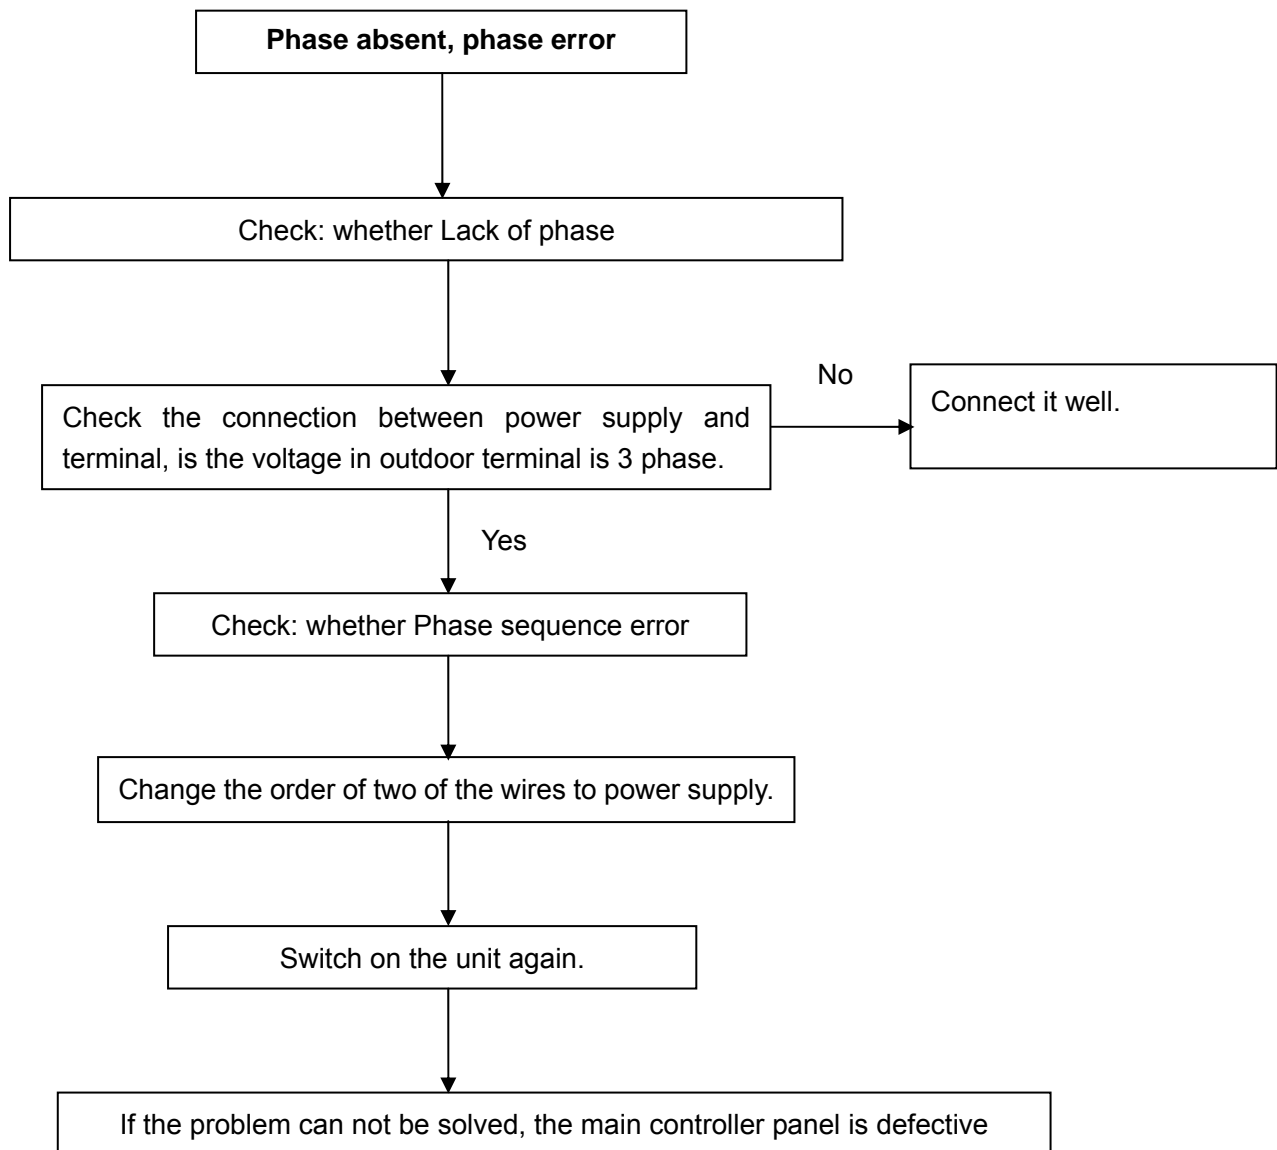 Phase absent, phase error
Check: whether Lack of phase
No
Connect it well.
Check the connection between power supply and
terminal, is the voltage in outdoor terminal is 3 phase.
Yes
Check: whether Phase sequence error
Change the order of two of the wires to power supply.
Switch on the unit again.
If the problem can not be solved, the main controller panel is defective